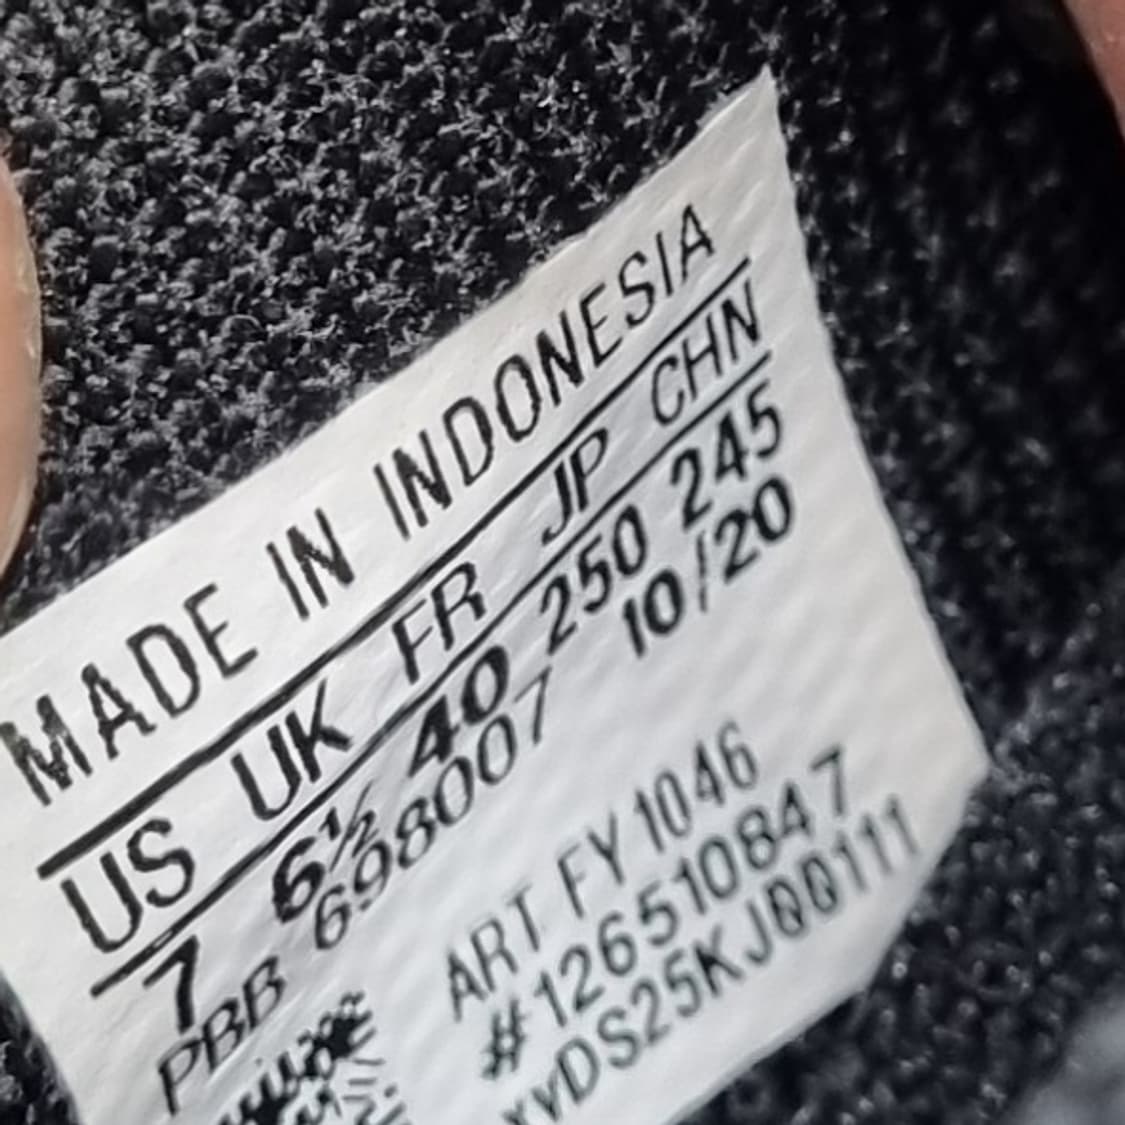 MADE IN INDONESIA
US UK FR JP CHN
7 6½ 40 250 245
PBB 698007 10/20
ART FY1046
#126510847